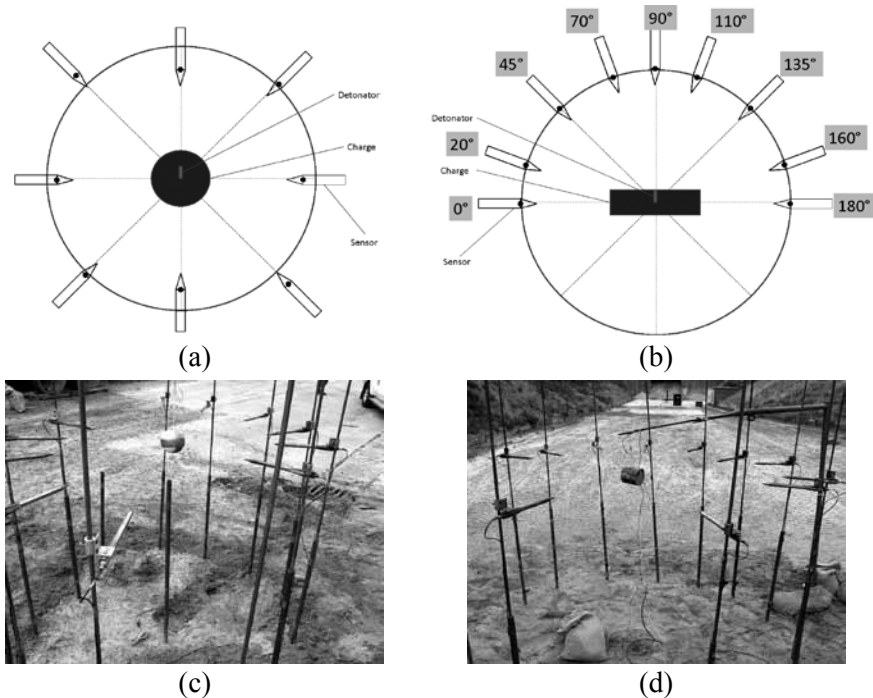 Detonator
Charge
Sensor
(a)
0°
20°
45°
70°
90°
110°
135°
160°
180°
Detonator
Charge
Sensor
(b)
(c)
(d)